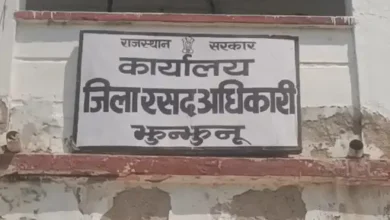 राजस्थान सरकार
कार्यालय
जिला रसद अधिकारी
झुन्झुनू